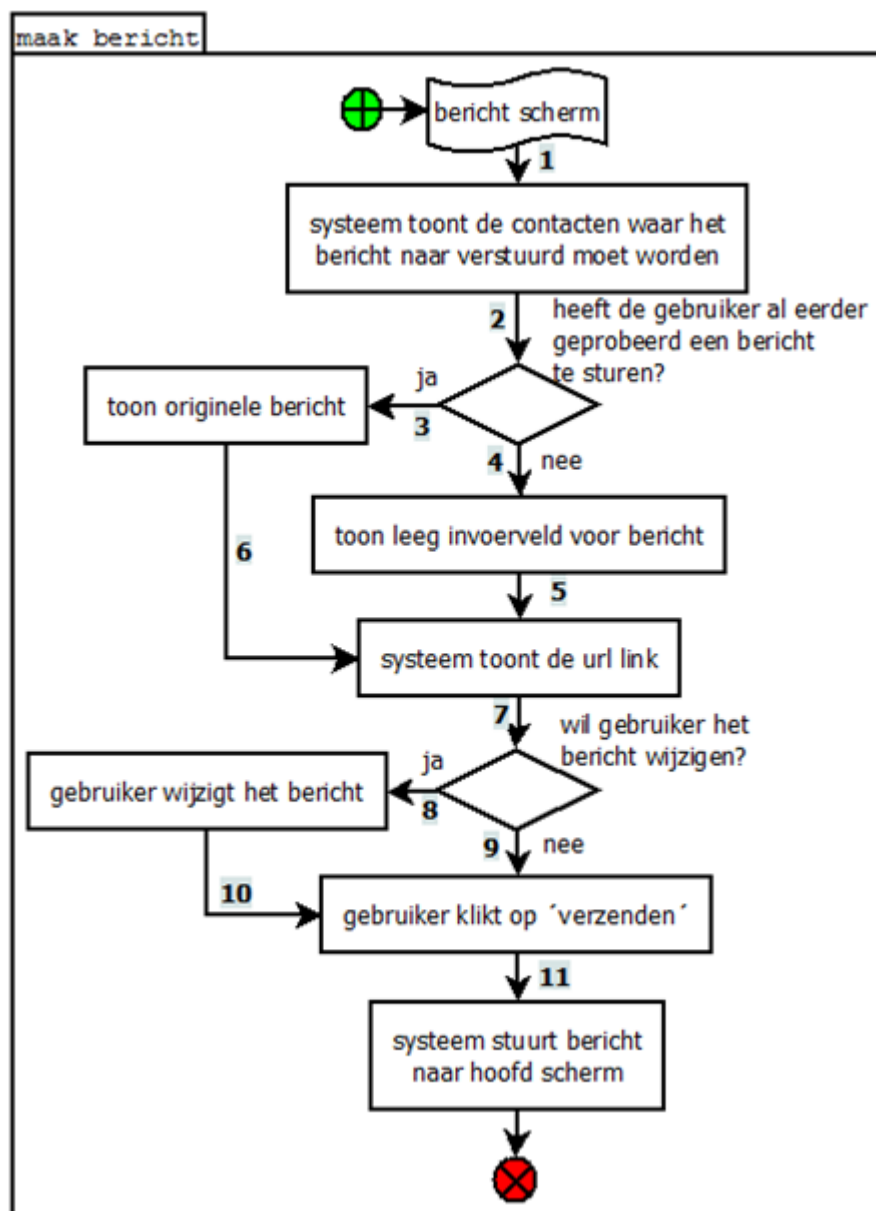 maak bericht
bericht scherm
1
systeem toont de contacten waar het
bericht naar verstuurd moet worden
2
heeft de gebruiker al eerder
geprobeerd een bericht
te sturen?
ja
toon originele bericht
3
4
nee
toon leeg invoerveld voor bericht
6
5
systeem toont de url link
7
wil gebruiker het
bericht wijzigen?
ja
gebruiker wijzigt het bericht
8
9
nee
10
gebruiker klikt op ´verzenden´
11
systeem stuurt bericht
naar hoofd scherm